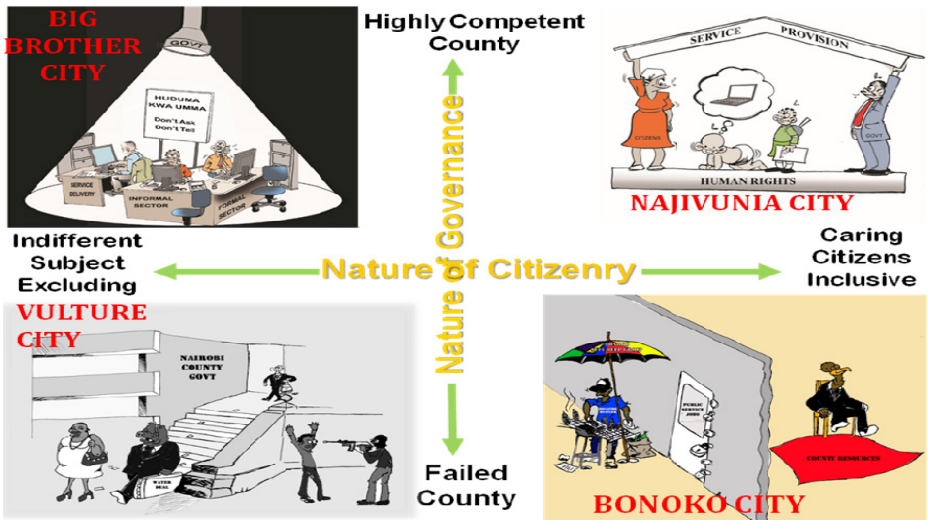 BIG
BROTHER
CITY
GOVT
HUDUMA
KWA UMMA
Don't Ask
Don't Tell
SERVICE
DELIVERY
INFORMAL
SECTOR
FORMAL
SECTOR
Highly Competent
County
SERVICE PROVISION
CITIZENS
GOVT
HUMAN RIGHTS
NAJIVUNIA CITY
Indifferent
Subject
Excluding
Nature of Citizenry
Nature of Governance
Caring
Citizens
Inclusive
VULTURE
CITY
NAIROBI
COUNTY
GOVT
WATER
DEAL
Failed
County
PUBLIC
SERVICE
JOBS
COUNTY RESOURCES
BONOKO CITY